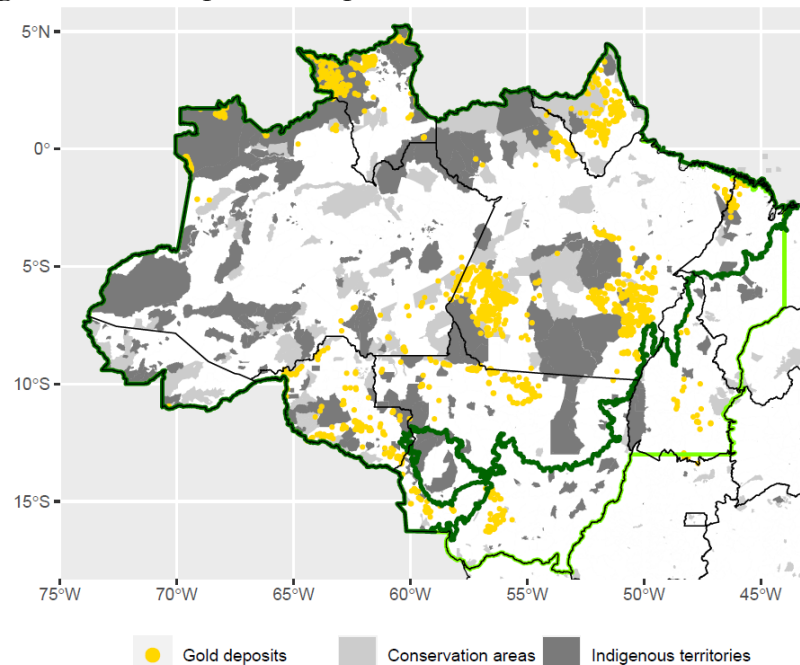 5°N
0°
5°S
10°S
15°S
75°W 70°W 65°W 60°W 55°W 50°W 45°W
Gold deposits Conservation areas Indigenous territories